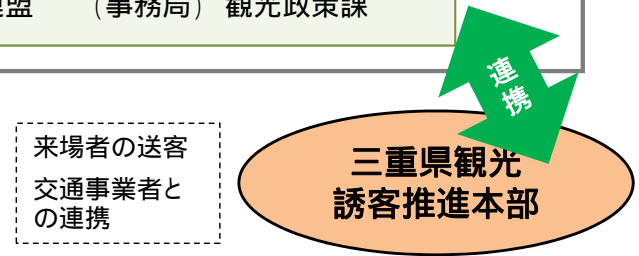 盟 （事務局） 観光政策課
連携
来場者の送客
交通事業者と
の連携
三重県観光
誘客推進本部